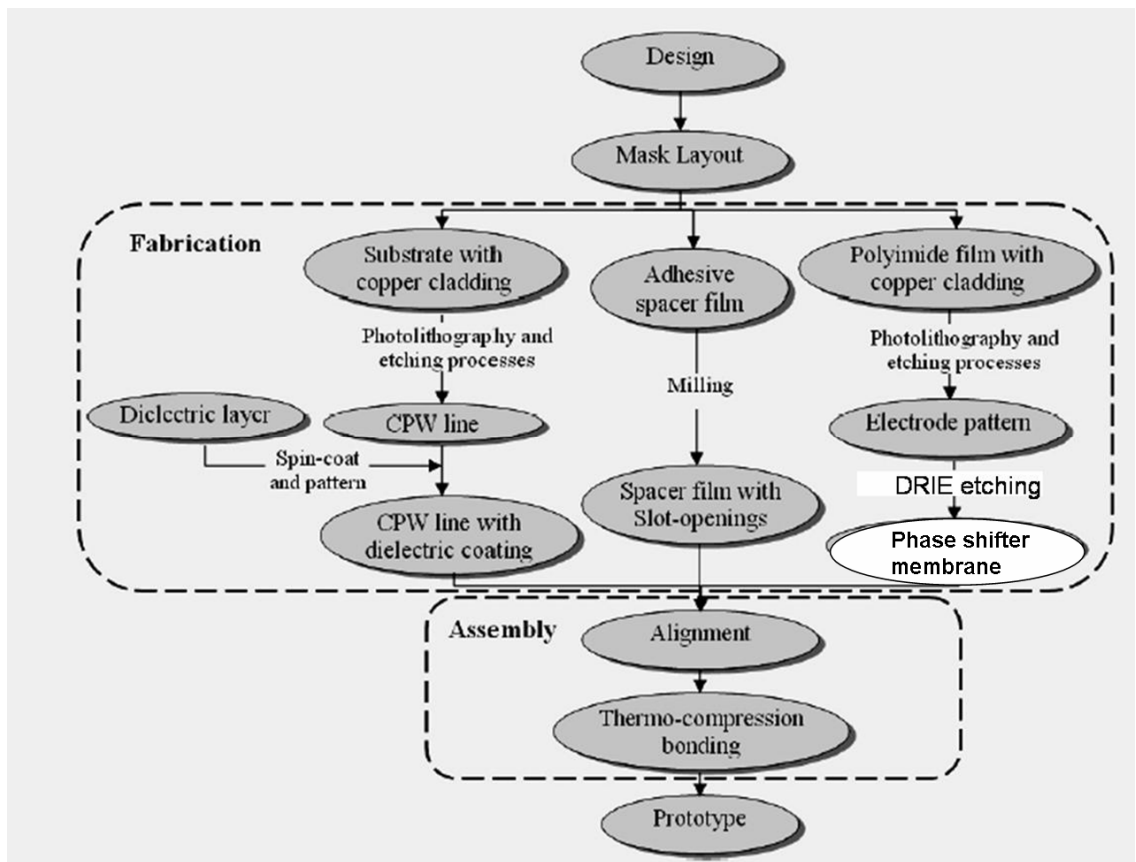 Design
Mask Layout
Fabrication
Substrate with
copper cladding
Adhesive
spacer film
Polyimide film with
copper cladding
Photolithography and
etching processes
Milling
Photolithography and
etching processes
Dielectric layer
CPW line
Electrode pattern
Spin-coat
and pattern
DRIE etching
CPW line with
dielectric coating
Spacer film with
Slot-openings
Phase shifter
membrane
Assembly
Alignment
Thermo-compression
bonding
Prototype